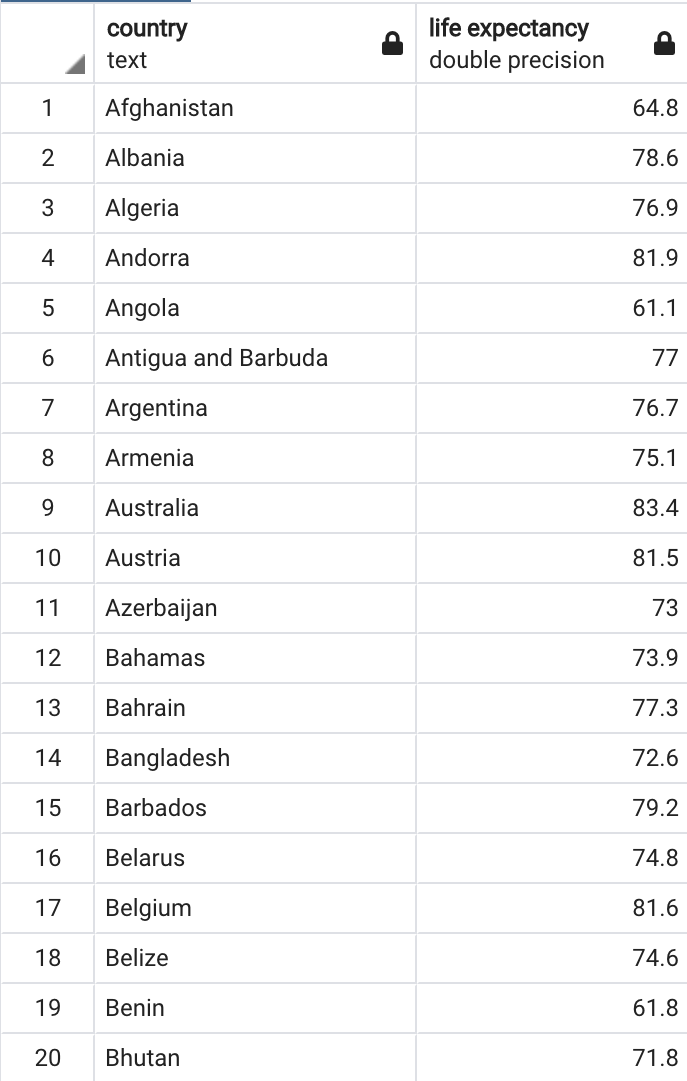 country life expectancy
text double precision
1 Afghanistan 64.8
2 Albania 78.6
3 Algeria 76.9
4 Andorra 81.9
5 Angola 61.1
6 Antigua and Barbuda 77
7 Argentina 76.7
8 Armenia 75.1
9 Australia 83.4
10 Austria 81.5
11 Azerbaijan 73
12 Bahamas 73.9
13 Bahrain 77.3
14 Bangladesh 72.6
15 Barbados 79.2
16 Belarus 74.8
17 Belgium 81.6
18 Belize 74.6
19 Benin 61.8
20 Bhutan 71.8